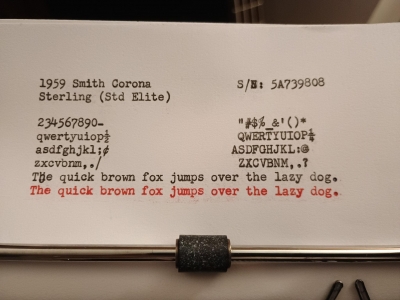 1959 Smith Corona S/N: 5A739808
Sterling (Std Elite)
234567890- "#$%_&'()*
qwertyuiop½ QWERTYUIOP¼
asdfghjkl;¢ ASDFGHJKL:@
zxcvbnm,./ ZXCVBNM,.?
The quick brown fox jumps over the lazy dog.
The quick brown fox jumps over the lazy dog.